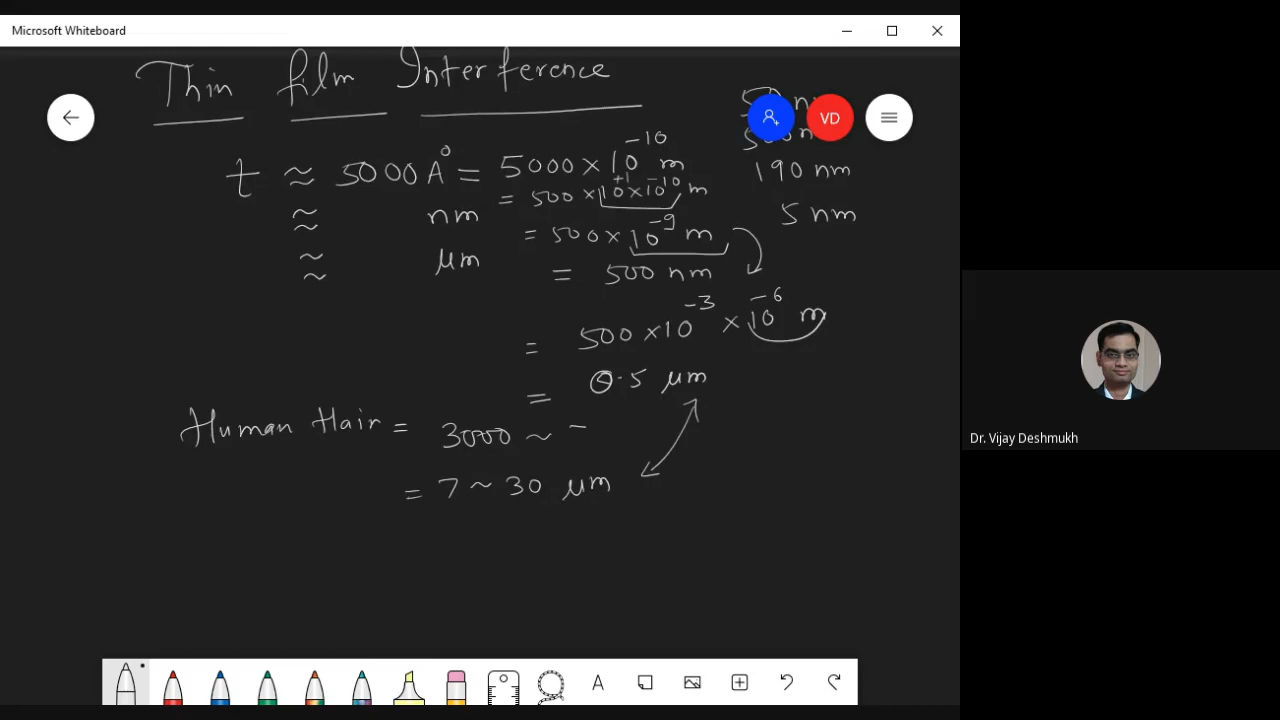 Microsoft Whiteboard
Thin film Interference
t ≈ 5000 A° = 5000 × 10⁻¹⁰ m
= 500 × 10⁺¹ × 10⁻¹⁰ m
190 nm
≈ nm
5 nm
= 500 × 10⁻⁹ m
≈ μm
= 500 nm
= 500 × 10⁻³ × 10⁻⁶ m
= 0.5 μm
Human Hair = 3000 ~
= 7 ~ 30 μm
VD
Dr. Vijay Deshmukh
A